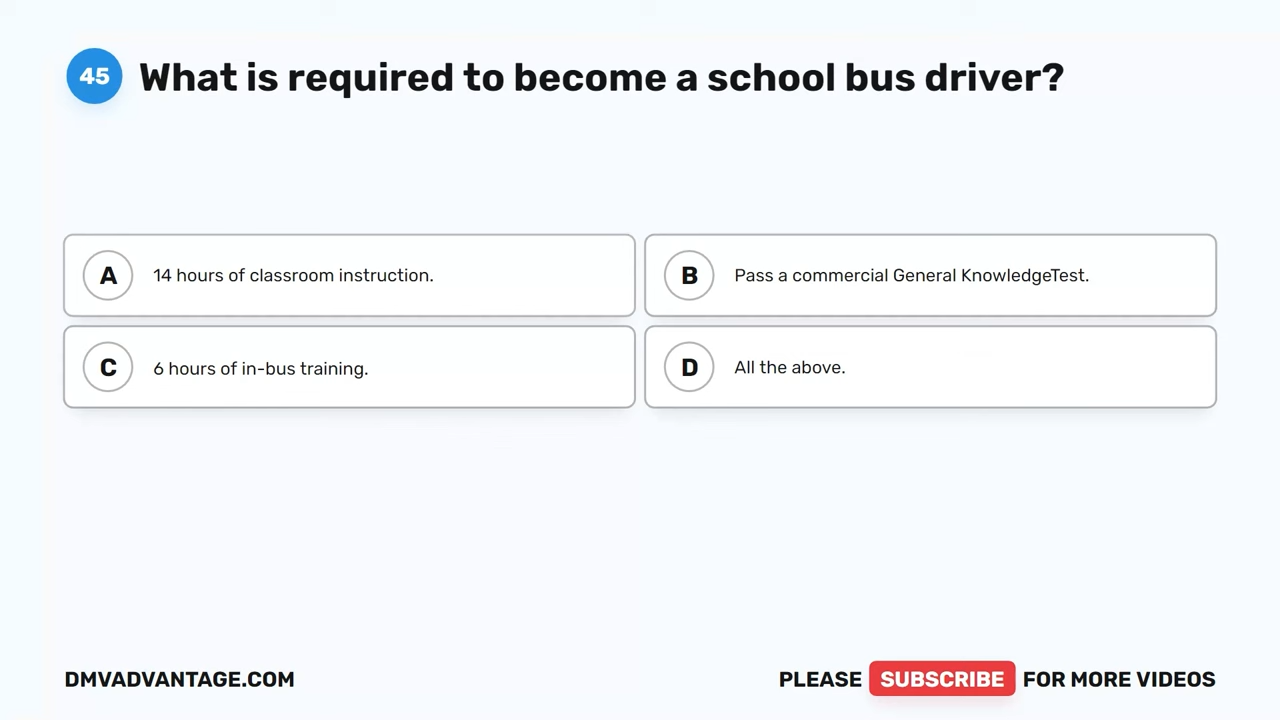 45 What is required to become a school bus driver?
A 14 hours of classroom instruction.
B Pass a commercial General KnowledgeTest.
C 6 hours of in-bus training.
D All the above.
DMVADVANTAGE.COM
PLEASE SUBSCRIBE FOR MORE VIDEOS